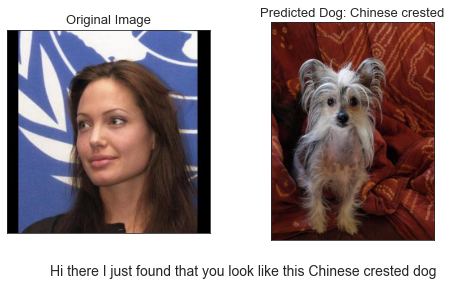 Original Image
Predicted Dog: Chinese crested
Hi there I just found that you look like this Chinese crested dog